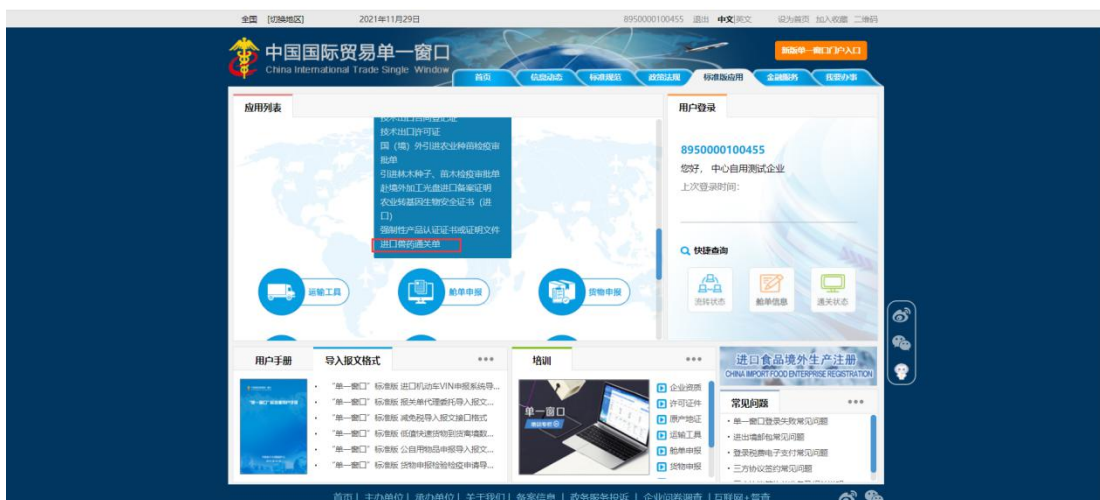 全国 [切换地区] 2021年11月29日 8950000100455 退出 中文|英文 设为首页 加入收藏 二维码
中国国际贸易单一窗口
China International Trade Single Window
新版单一窗口门户入口
首页 信息动态 标准规范 政策法规 标准版应用 金融服务 我要办事
应用列表
技术出口合同登记证
技术出口许可证
国（境）外引进农业种苗检疫审
批单
引进林木种子、苗木检疫审批单
赴境外加工光盘进口备案证明
农业转基因生物安全证书（进
口）
强制性产品认证证书或证明文件
进口兽药通关单
运输工具 舱单申报 货物申报
用户登录
8950000100455
您好，中心自用测试企业
上次登录时间：
快捷查询
流转状态 舱单信息 通关状态
用户手册 导入报文格式
"单一窗口"标准版 进口机动车VIN申报系统导...
"单一窗口"标准版 报关单代理委托导入报文...
"单一窗口"标准版 减免税导入报文接口格式
"单一窗口"标准版 低值快速货物到货离境数...
"单一窗口"标准版 公自用物品申报导入报文...
"单一窗口"标准版 货物申报检验检疫申请导...
培训
单一窗口
企业资质
许可证件
原产地证
运输工具
舱单申报
货物申报
进口食品境外生产注册
CHINA IMPORT FOOD ENTERPRISE REGISTRATION
常见问题
单一窗口登录失败常见问题
进出境邮包常见问题
登录税费电子支付常见问题
三方协议签约常见问题
首页 | 主办单位 | 承办单位 | 关于我们 | 备案信息 | 政务服务投诉 | 企业问卷调查 | 互联网+督查